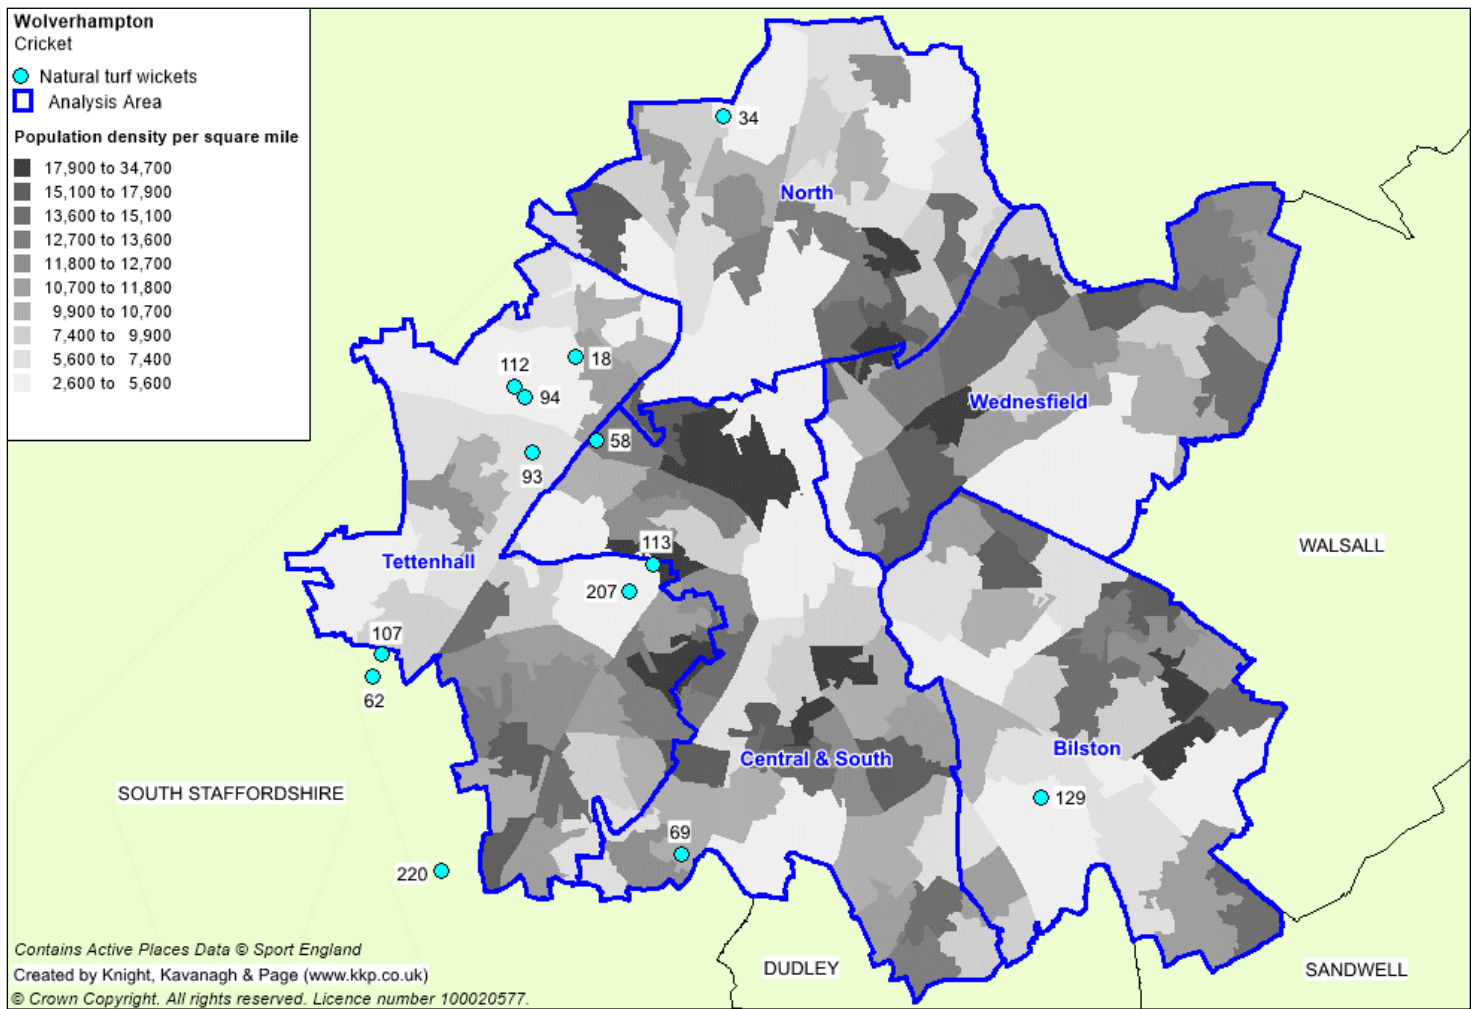 Wolverhampton
Cricket
Natural turf wickets
Analysis Area
Population density per square mile
17,900 to 34,700
15,100 to 17,900
13,600 to 15,100
12,700 to 13,600
11,800 to 12,700
10,700 to 11,800
9,900 to 10,700
7,400 to 9,900
5,600 to 7,400
2,600 to 5,600
34
North
18
112
94
Wednesfield
58
93
113
WALSALL
Tettenhall
207
107
62
Bilston
Central & South
SOUTH STAFFORDSHIRE
129
69
220
Contains Active Places Data © Sport England
Created by Knight, Kavanagh & Page (www.kkp.co.uk)
© Crown Copyright. All rights reserved. Licence number 100020577.
DUDLEY
SANDWELL